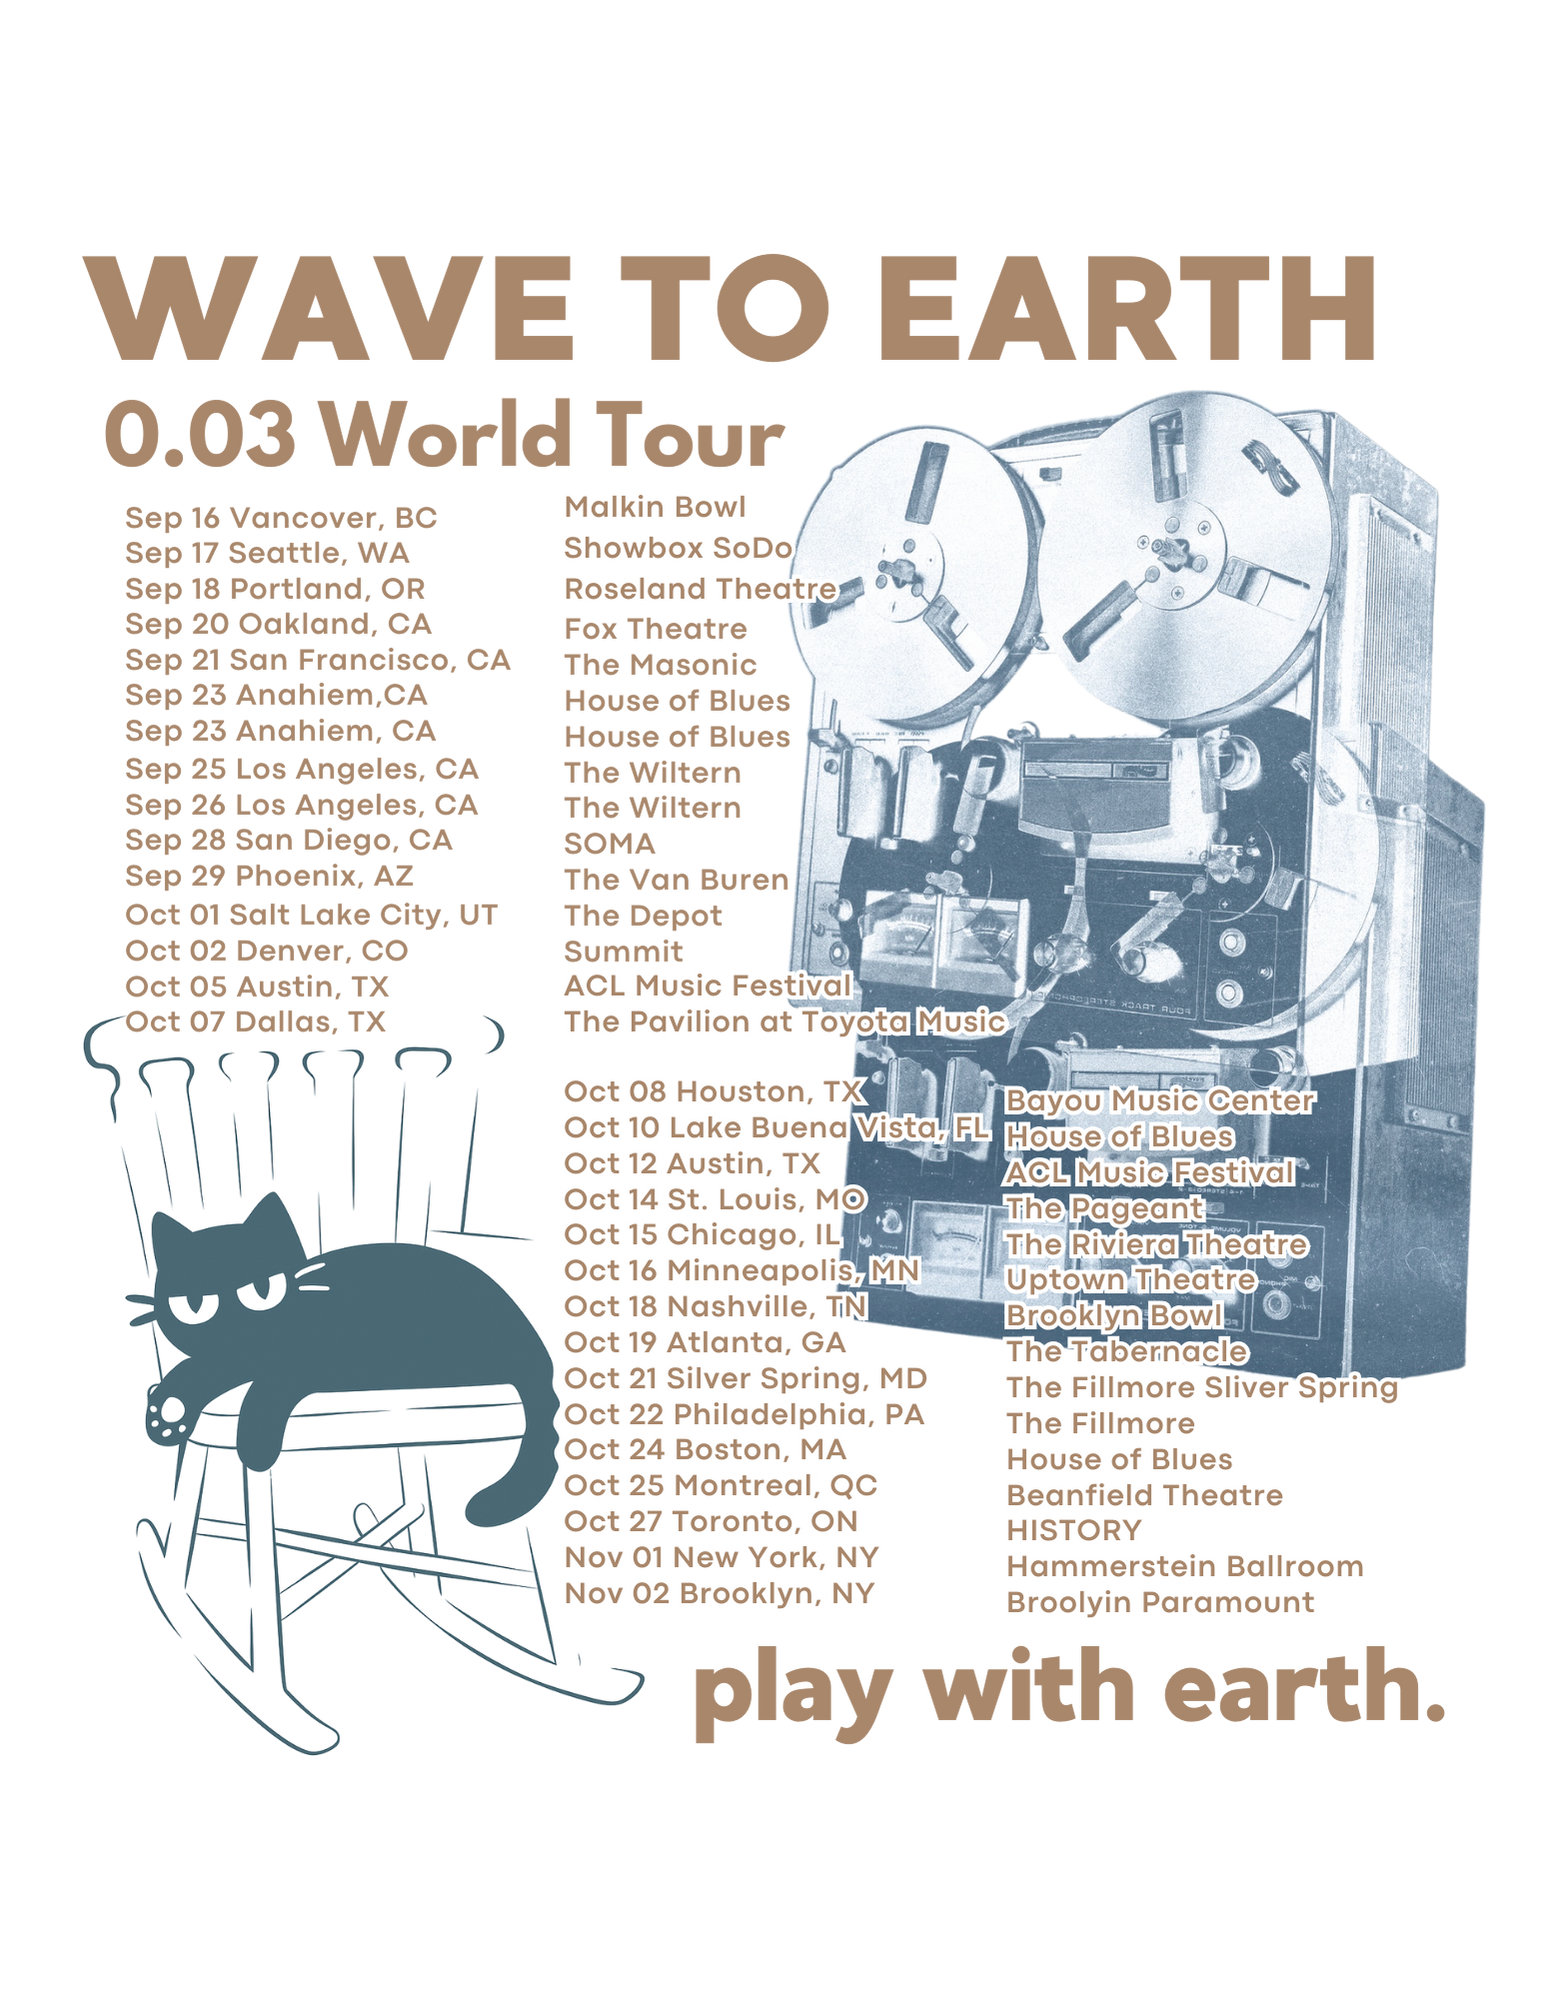 WAVE TO EARTH
0.03 World Tour
Sep 16 Vancover, BC Malkin Bowl
Sep 17 Seattle, WA Showbox SoDo
Sep 18 Portland, OR Roseland Theatre
Sep 20 Oakland, CA Fox Theatre
Sep 21 San Francisco, CA The Masonic
Sep 23 Anahiem,CA House of Blues
Sep 23 Anahiem, CA House of Blues
Sep 25 Los Angeles, CA The Wiltern
Sep 26 Los Angeles, CA The Wiltern
Sep 28 San Diego, CA SOMA
Sep 29 Phoenix, AZ The Van Buren
Oct 01 Salt Lake City, UT The Depot
Oct 02 Denver, CO Summit
Oct 05 Austin, TX ACL Music Festival
Oct 07 Dallas, TX The Pavilion at Toyota Music
Oct 08 Houston, TX Bayou Music Center
Oct 10 Lake Buena Vista, FL House of Blues
Oct 12 Austin, TX ACL Music Festival
Oct 14 St. Louis, MO The Pageant
Oct 15 Chicago, IL The Riviera Theatre
Oct 16 Minneapolis, MN Uptown Theatre
Oct 18 Nashville, TN Brooklyn Bowl
Oct 19 Atlanta, GA The Tabernacle
Oct 21 Silver Spring, MD The Fillmore Sliver Spring
Oct 22 Philadelphia, PA The Fillmore
Oct 24 Boston, MA House of Blues
Oct 25 Montreal, QC Beanfield Theatre
Oct 27 Toronto, ON HISTORY
Nov 01 New York, NY Hammerstein Ballroom
Nov 02 Brooklyn, NY Broolyin Paramount
play with earth.
FOUR TRACK STEREOPHONIC